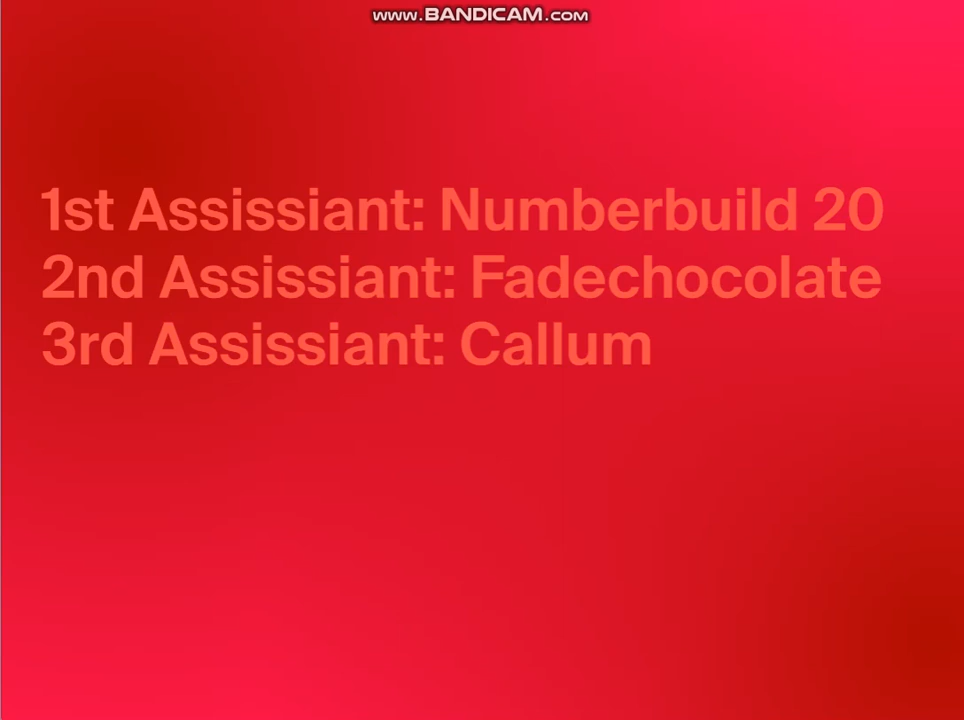 www.BANDICAM.com
1st Assissiant: Numberbuild 20
2nd Assissiant: Fadechocolate
3rd Assissiant: Callum